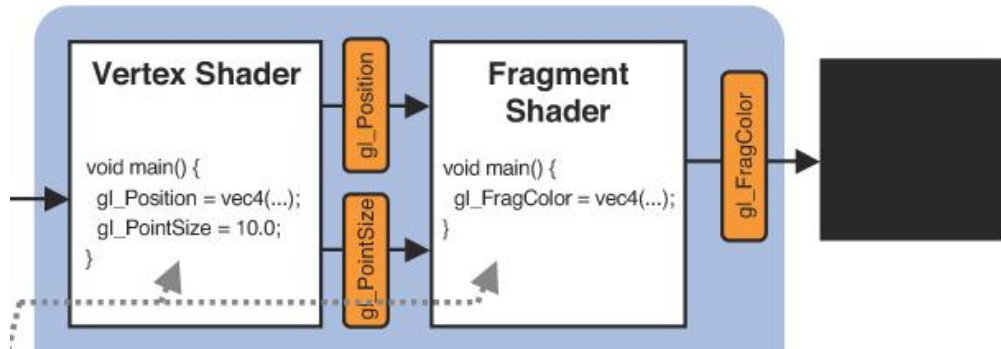 Vertex Shader
void main() {
gl_Position = vec4(...);
gl_PointSize = 10.0;
}
gl_Position
gl_PointSize
Fragment
Shader
void main() {
gl_FragColor = vec4(...);
}
gl_FragColor